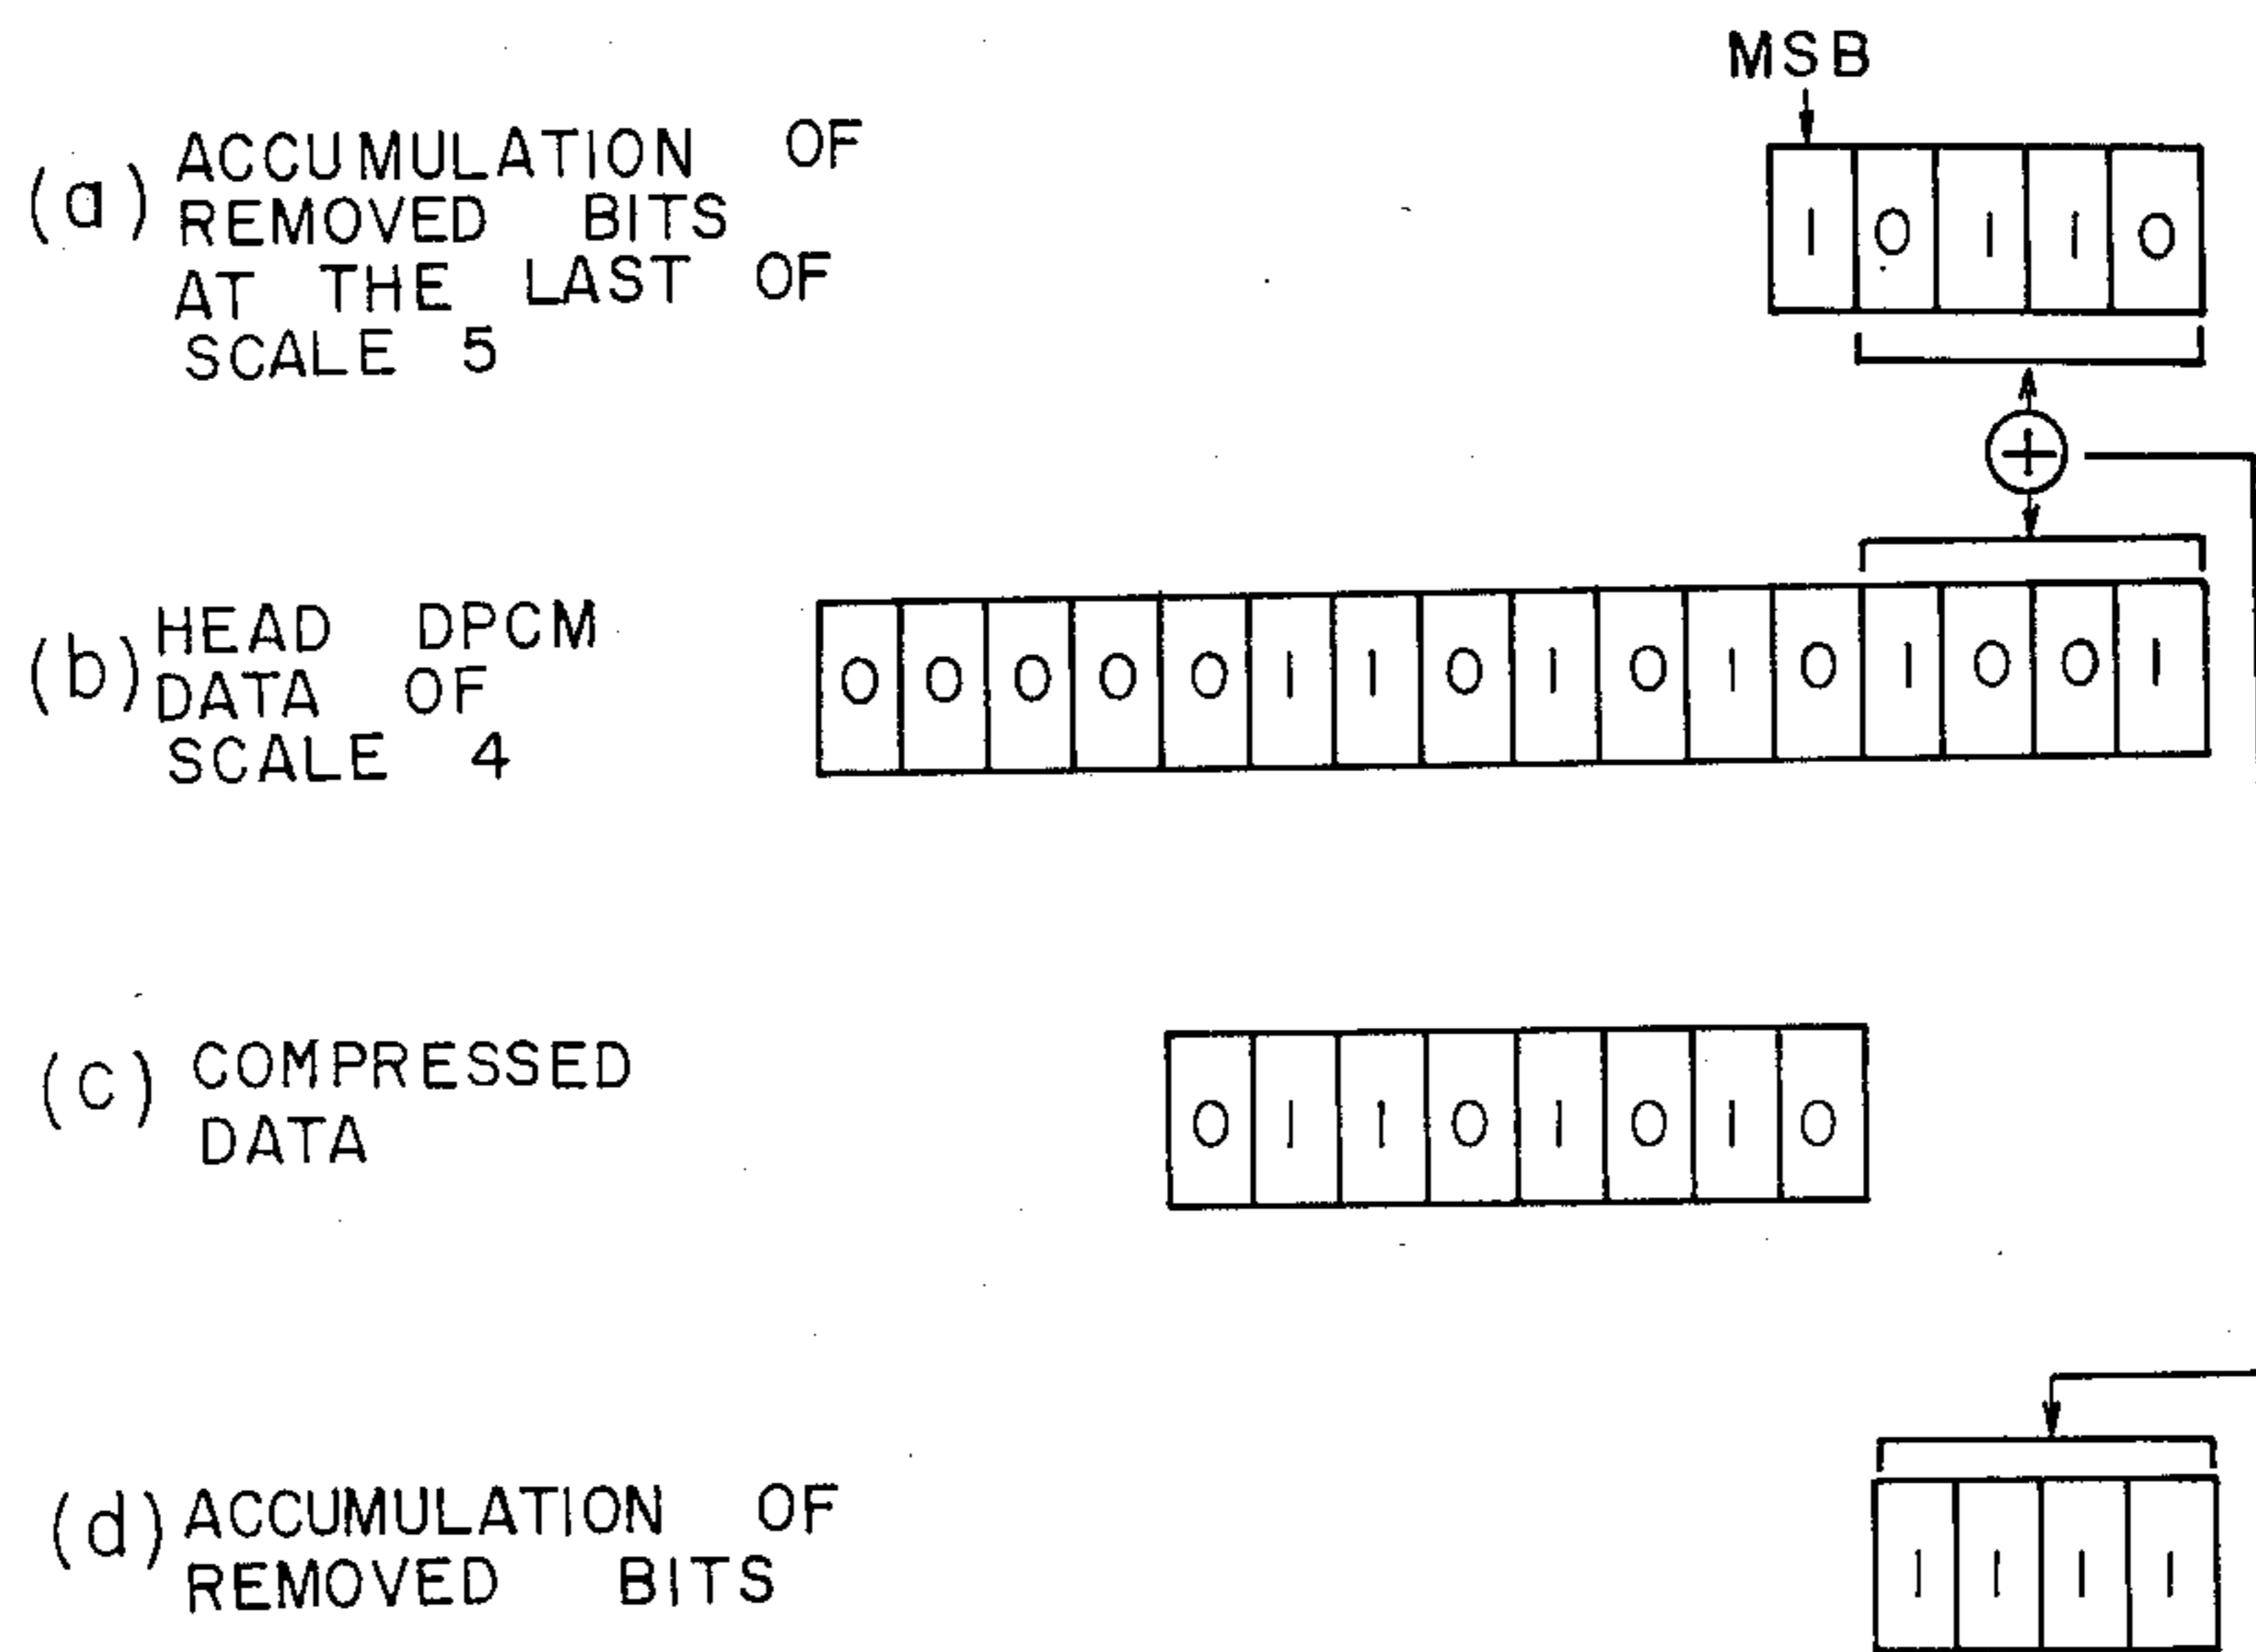 MSB
(a) ACCUMULATION OF
REMOVED BITS
AT THE LAST OF
SCALE 5
1 0 1 1 0
(b) HEAD DPCM
DATA OF
SCALE 4
0 0 0 0 0 1 1 0 1 0 1 0 1 0 0 1
(c) COMPRESSED
DATA
0 1 1 0 1 0 1 0
(d) ACCUMULATION OF
REMOVED BITS
1 1 1 1